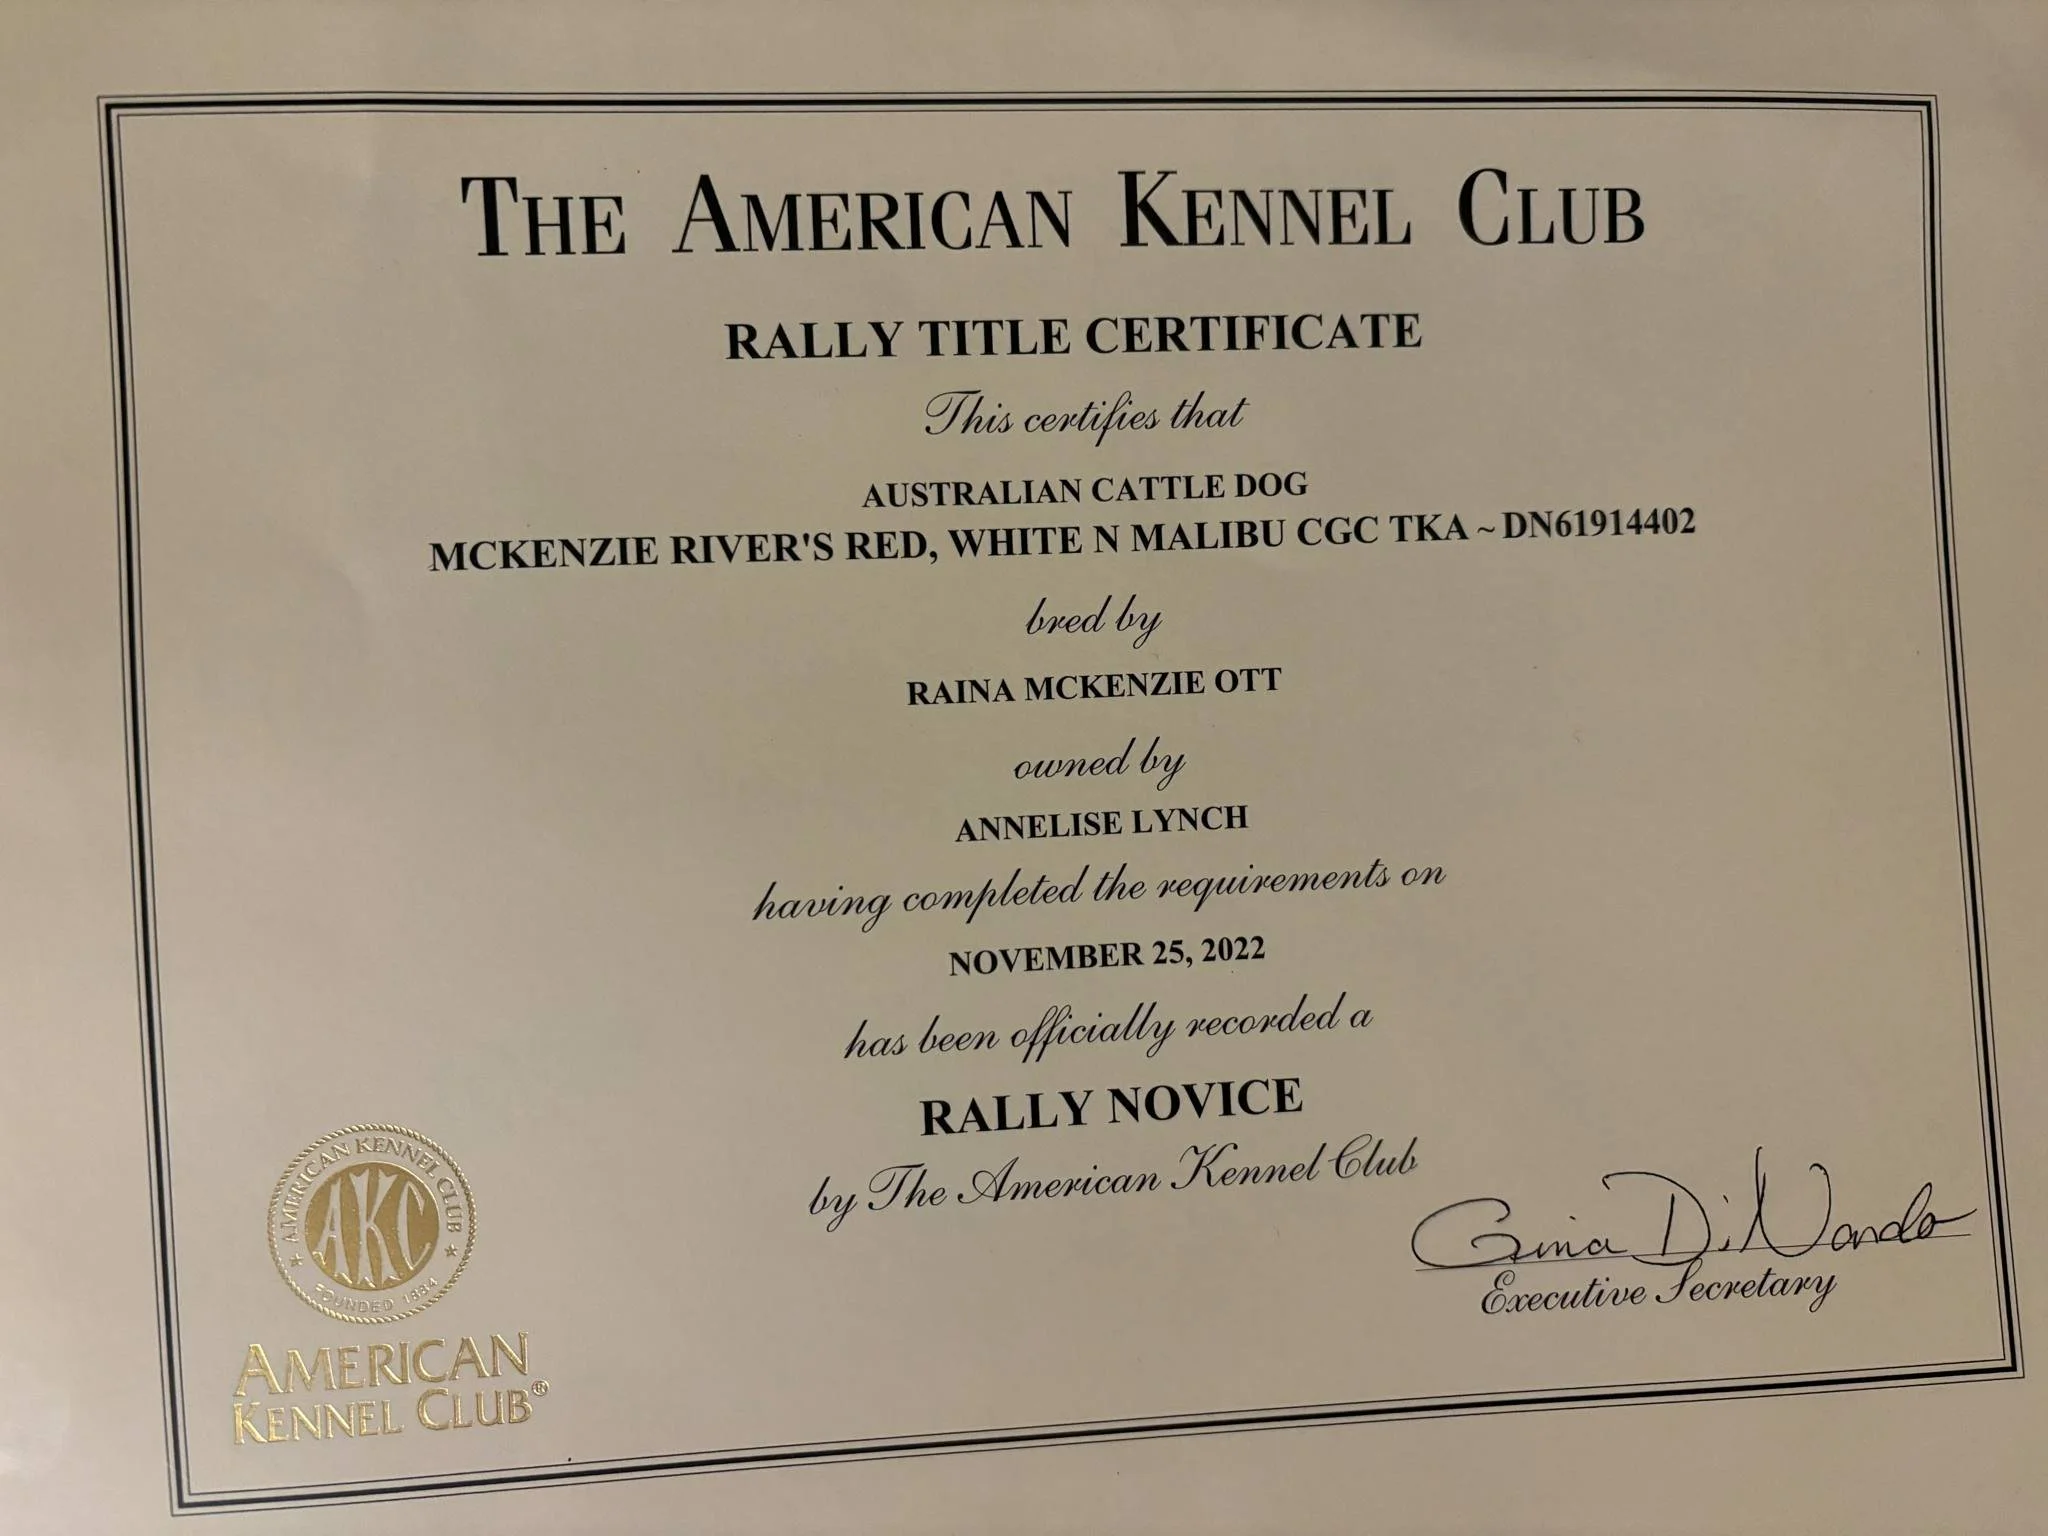 THE AMERICAN KENNEL CLUB
RALLY TITLE CERTIFICATE
This certifies that
AUSTRALIAN CATTLE DOG
MCKENZIE RIVER'S RED, WHITE N MALIBU CGC TKA ~ DN61914402
bred by
RAINA MCKENZIE OTT
owned by
ANNELISE LYNCH
having completed the requirements on
NOVEMBER 25, 2022
has been officially recorded a
RALLY NOVICE
by The American Kennel Club
Gina DiNardo
Executive Secretary
AMERICAN KENNEL CLUB
AKC
FOUNDED 1884
AMERICAN
KENNEL CLUB®